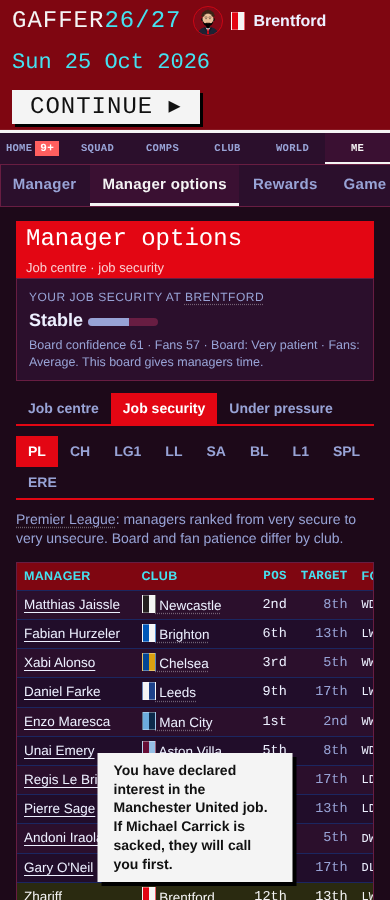 GAFFER26/27 Brentford
Sun 25 Oct 2026
CONTINUE ►
HOME 9+ SQUAD COMPS CLUB WORLD ME
Manager Manager options Rewards Game
Manager options
Job centre · job security
YOUR JOB SECURITY AT BRENTFORD
Stable
Board confidence 61 · Fans 57 · Board: Very patient · Fans:
Average. This board gives managers time.
Job centre Job security Under pressure
PL CH LG1 LL SA BL L1 SPL
ERE
Premier League: managers ranked from very secure to
very unsecure. Board and fan patience differ by club.
MANAGER CLUB POS TARGET
Matthias Jaissle Newcastle 2nd 8th
Fabian Hurzeler Brighton 6th 13th
Xabi Alonso Chelsea 3rd 5th
Daniel Farke Leeds 9th 17th
Enzo Maresca Man City 1st 2nd
Unai Emery Aston Villa 5th 8th
Regis Le 17th
Pierre Sage 13th
Andoni 5th
Gary O'Neil 17th
Zhariff Brentford 12th 13th
You have declared
interest in the
Manchester United job.
If Michael Carrick is
sacked, they will call
you first.